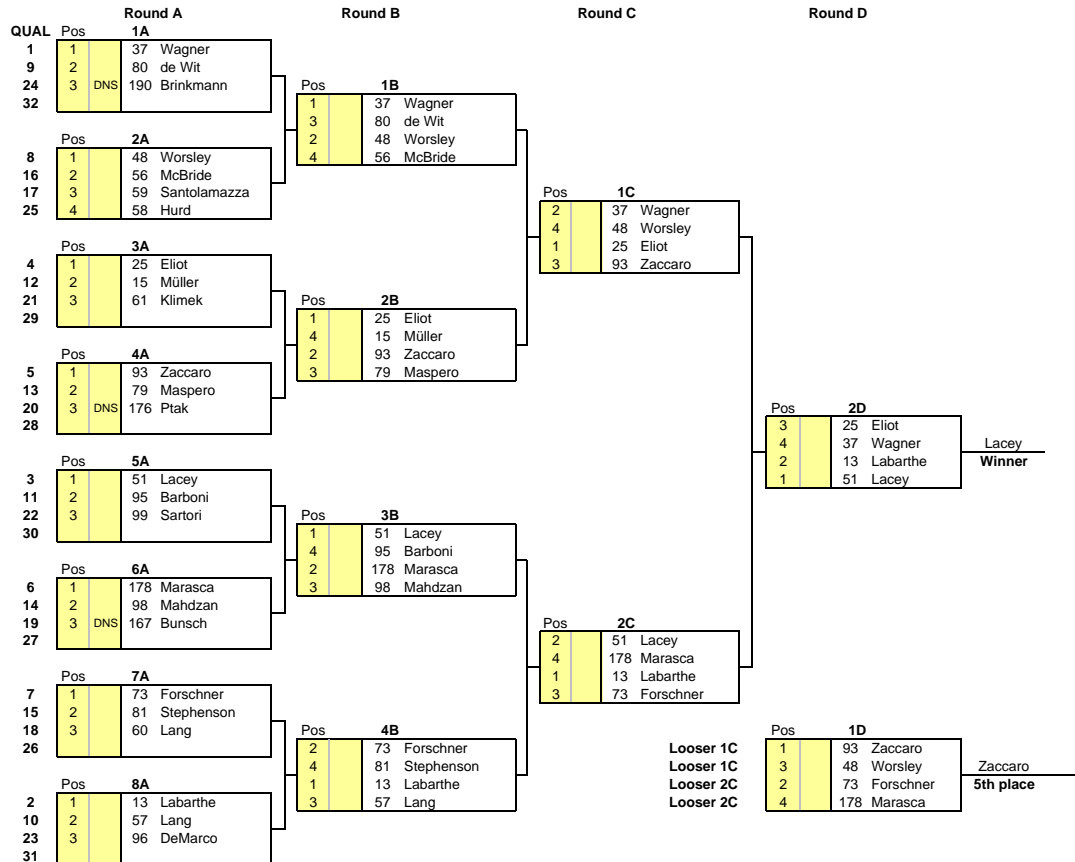 Round A Round B Round C Round D
QUAL Pos 1A
1 1 37 Wagner
9 2 80 de Wit
24 3 DNS 190 Brinkmann
32
Pos 2A
8 1 48 Worsley
16 2 56 McBride
17 3 59 Santolamazza
25 4 58 Hurd
Pos 3A
4 1 25 Eliot
12 2 15 Müller
21 3 61 Klimek
29
Pos 4A
5 1 93 Zaccaro
13 2 79 Maspero
20 3 DNS 176 Ptak
28
Pos 5A
3 1 51 Lacey
11 2 95 Barboni
22 3 99 Sartori
30
Pos 6A
6 1 178 Marasca
14 2 98 Mahdzan
19 3 DNS 167 Bunsch
27
Pos 7A
7 1 73 Forschner
15 2 81 Stephenson
18 3 60 Lang
26
Pos 8A
2 1 13 Labarthe
10 2 57 Lang
23 3 96 DeMarco
31
Pos 1B
1 37 Wagner
3 80 de Wit
2 48 Worsley
4 56 McBride
Pos 2B
1 25 Eliot
4 15 Müller
2 93 Zaccaro
3 79 Maspero
Pos 3B
1 51 Lacey
4 95 Barboni
2 178 Marasca
3 98 Mahdzan
Pos 4B
2 73 Forschner
4 81 Stephenson
1 13 Labarthe
3 57 Lang
Pos 1C
2 37 Wagner
4 48 Worsley
1 25 Eliot
3 93 Zaccaro
Pos 2C
2 51 Lacey
4 178 Marasca
1 13 Labarthe
3 73 Forschner
Pos 2D
3 25 Eliot
4 37 Wagner
2 13 Labarthe
1 51 Lacey
Lacey
Winner
Pos 1D
Looser 1C 1 93 Zaccaro
Looser 1C 3 48 Worsley
Looser 2C 2 73 Forschner
Looser 2C 4 178 Marasca
Zaccaro
5th place